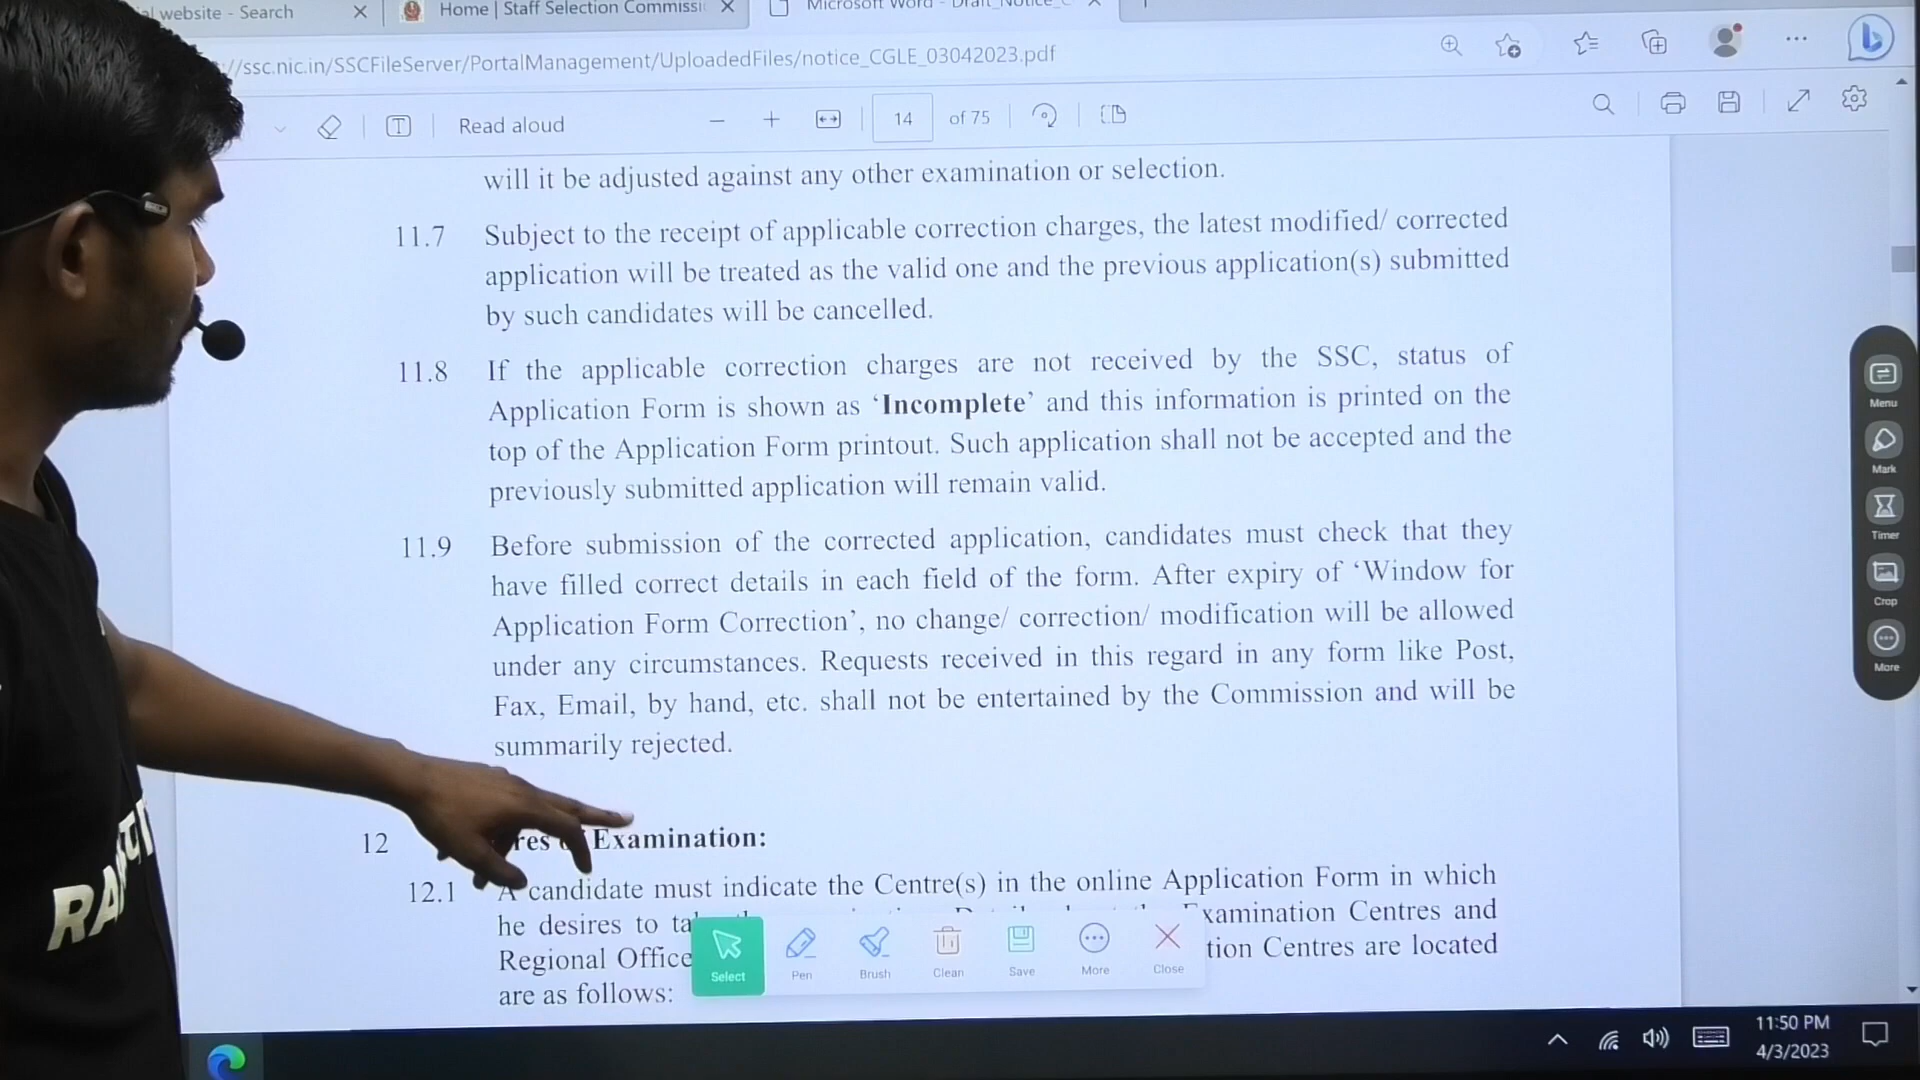 website - Search
Home | Staff Selection Commissi
Microsoft Word - Draft_Notice_C
//ssc.nic.in/SSCFileServer/PortalManagement/UploadedFiles/notice_CGLE_03042023.pdf
Read aloud
14 of 75
will it be adjusted against any other examination or selection.
11.7 Subject to the receipt of applicable correction charges, the latest modified/ corrected
application will be treated as the valid one and the previous application(s) submitted
by such candidates will be cancelled.
11.8 If the applicable correction charges are not received by the SSC, status of
Application Form is shown as ‘Incomplete’ and this information is printed on the
top of the Application Form printout. Such application shall not be accepted and the
previously submitted application will remain valid.
11.9 Before submission of the corrected application, candidates must check that they
have filled correct details in each field of the form. After expiry of ‘Window for
Application Form Correction’, no change/ correction/ modification will be allowed
under any circumstances. Requests received in this regard in any form like Post,
Fax, Email, by hand, etc. shall not be entertained by the Commission and will be
summarily rejected.
12 Examination:
12.1 A candidate must indicate the Centre(s) in the online Application Form in which
he desires to Examination Centres and
Regional Office Centres are located
are as follows:
Select
Pen
Brush
Clean
Save
More
Close
Menu
Mark
Timer
Crop
More
11:50 PM
4/3/2023